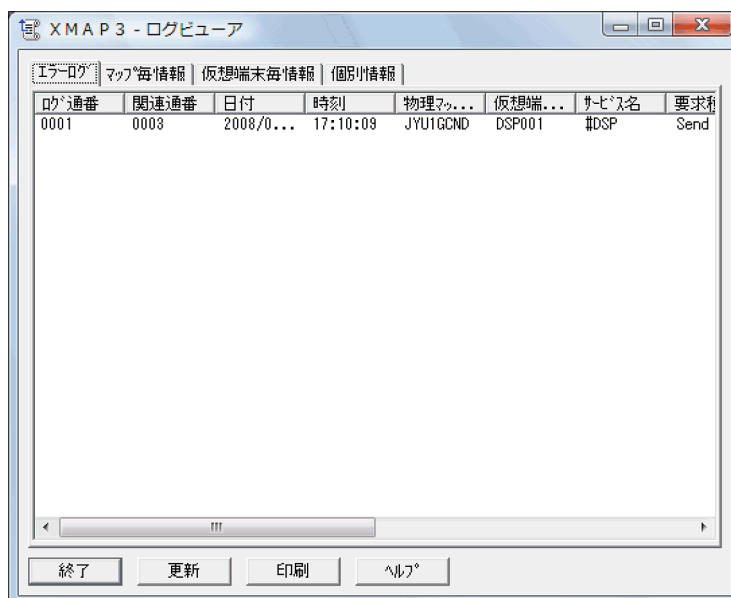 XMAP3 - ログビューア
ｴﾗｰﾛｸﾞ ﾏｯﾌﾟ毎情報 仮想端末毎情報 個別情報
ﾛｸﾞ通番 関連通番 日付 時刻 物理ﾏｯ... 仮想端... ｻｰﾋﾞｽ名 要求種
0001 0003 2008/0... 17:10:09 JYU1GCND DSP001 #DSP Send
終了 更新 印刷 ﾍﾙﾌﾟ